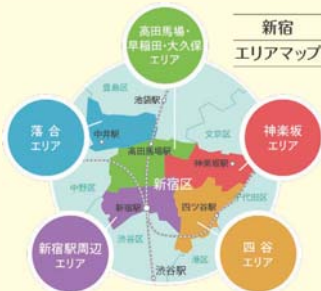 新宿
エリアマップ
高田馬場・
早稲田・大久保
エリア
豊島区
池袋駅
文京区
落合
エリア
中井駅
高田馬場駅
神楽坂駅
神楽坂
エリア
新宿区
中野区
新宿駅
四ツ谷駅
千代田区
新宿駅周辺
エリア
渋谷区
港区
渋谷駅
四谷
エリア